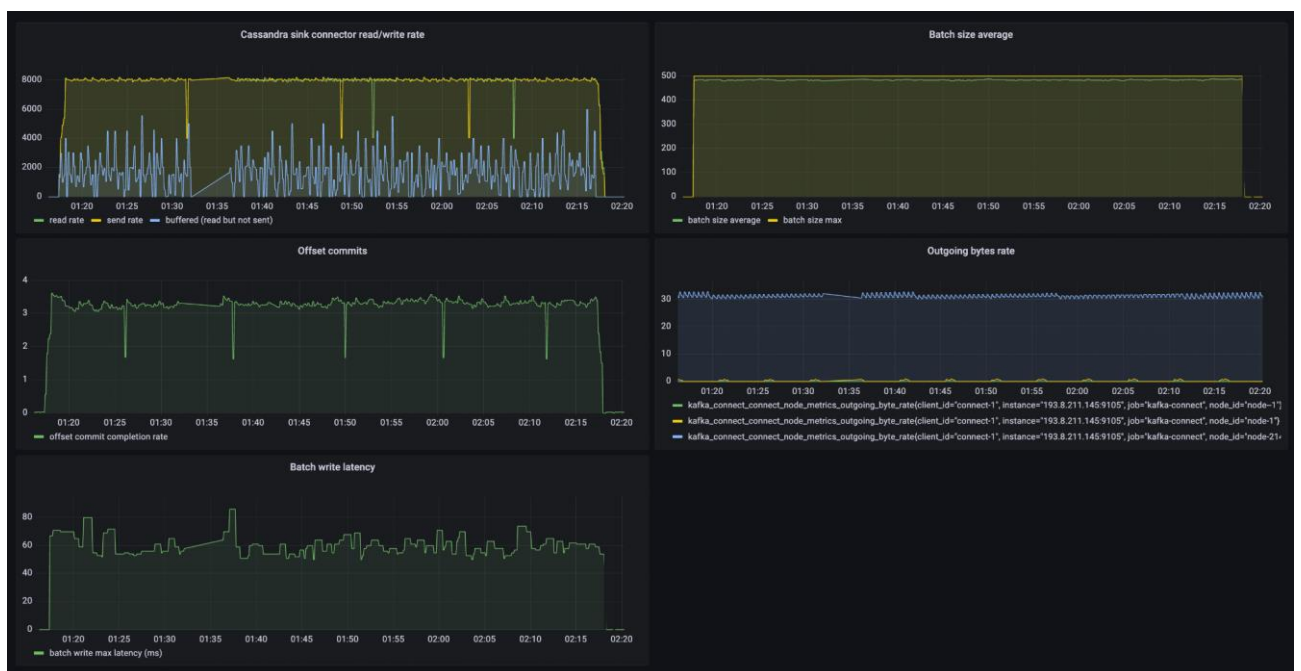 Cassandra sink connector read/write rate
8000
6000
4000
2000
0
01:20 01:25 01:30 01:35 01:40 01:45 01:50 01:55 02:00 02:05 02:10 02:15 02:20
read rate send rate buffered (read but not sent)
Batch size average
500
400
300
200
100
0
01:20 01:25 01:30 01:35 01:40 01:45 01:50 01:55 02:00 02:05 02:10 02:15 02:20
batch size average batch size max
Offset commits
4
3
2
1
0
01:20 01:25 01:30 01:35 01:40 01:45 01:50 01:55 02:00 02:05 02:10 02:15 02:20
offset commit completion rate
Outgoing bytes rate
30
20
10
0
01:20 01:25 01:30 01:35 01:40 01:45 01:50 01:55 02:00 02:05 02:10 02:15 02:20
kafka_connect_connect_node_metrics_outgoing_byte_rate{client_id="connect-1", instance="193.8.211.145:9105", job="kafka-connect", node_id="node--1"}
kafka_connect_connect_node_metrics_outgoing_byte_rate{client_id="connect-1", instance="193.8.211.145:9105", job="kafka-connect", node_id="node-1"}
kafka_connect_connect_node_metrics_outgoing_byte_rate{client_id="connect-1", instance="193.8.211.145:9105", job="kafka-connect",
Batch write latency
80
60
40
20
0
01:20 01:25 01:30 01:35 01:40 01:45 01:50 01:55 02:00 02:05 02:10 02:15 02:20
batch write max latency (ms)